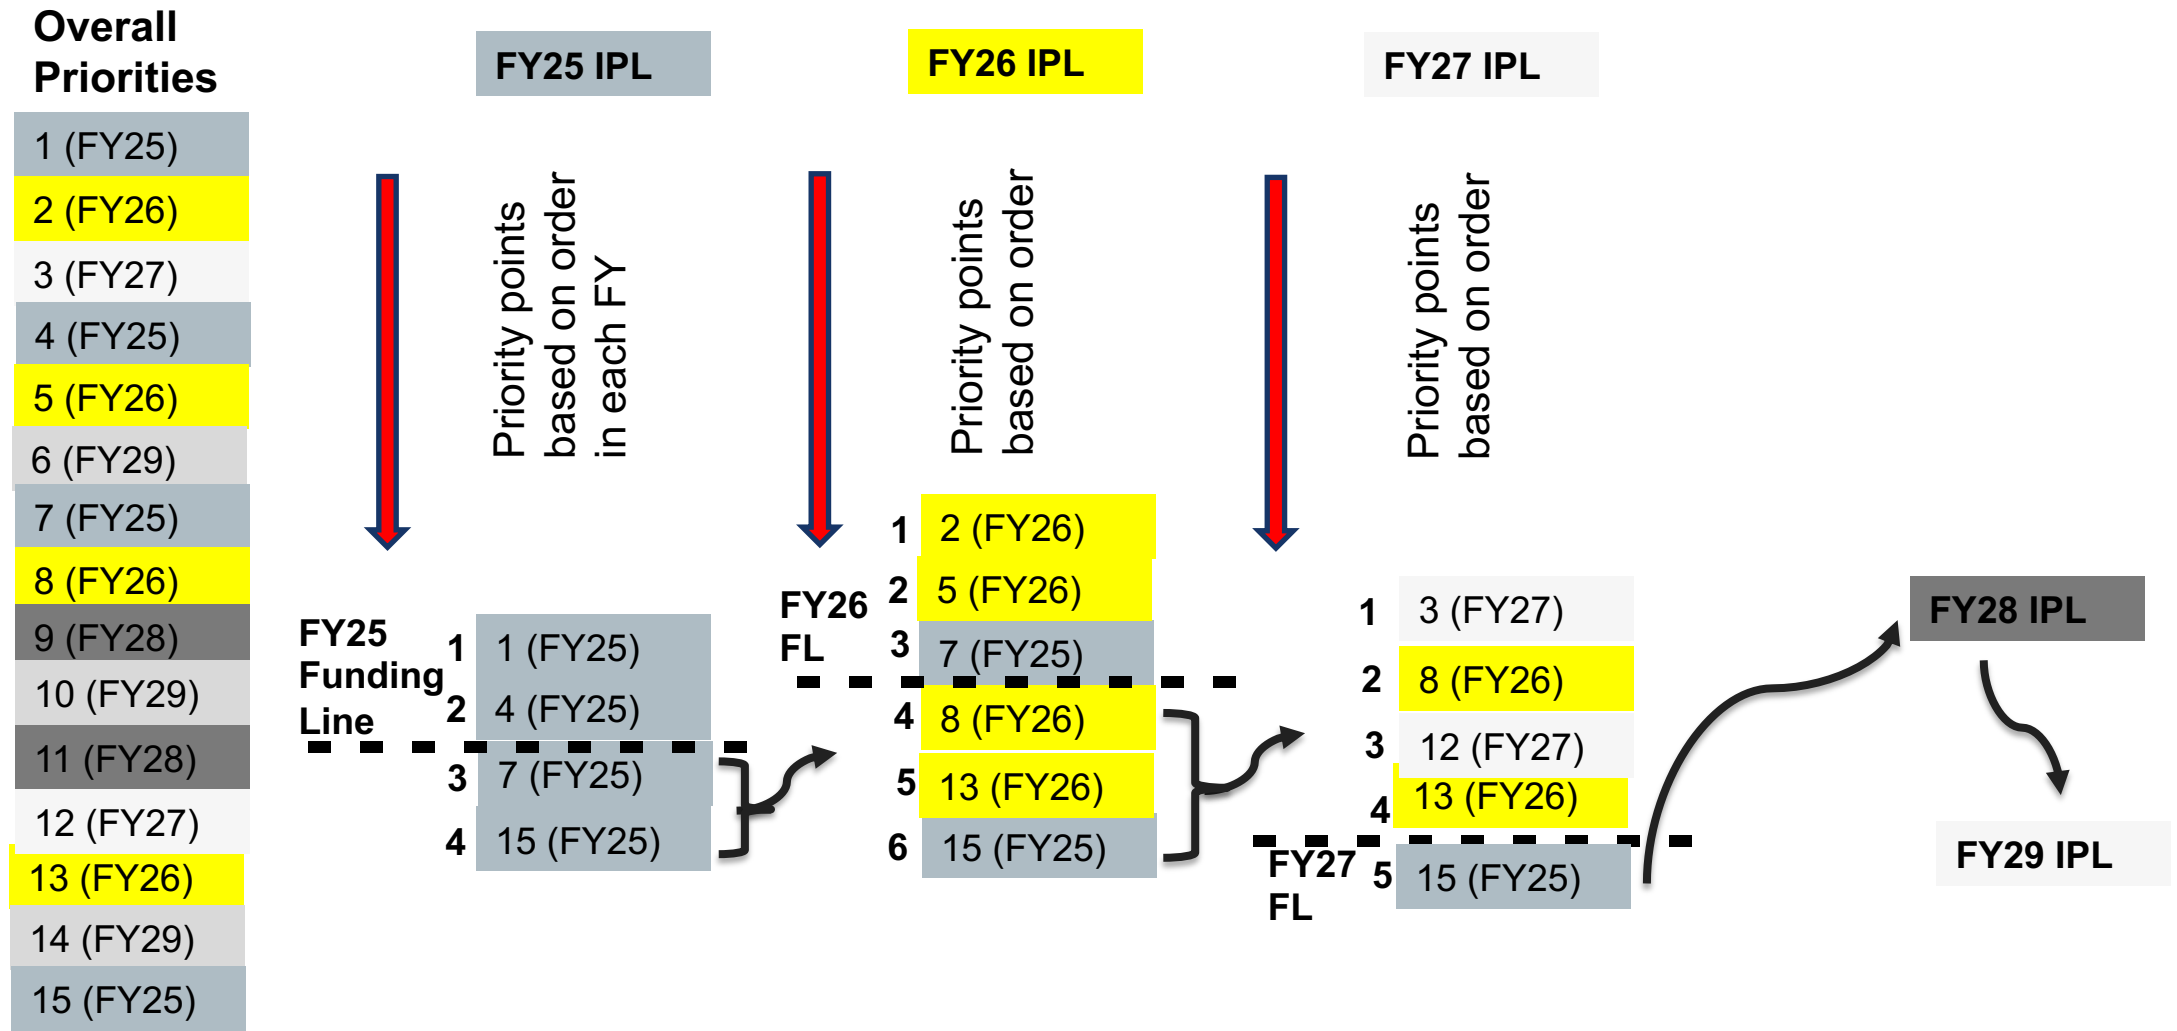 Overall
Priorities
1 (FY25)
2 (FY26)
3 (FY27)
4 (FY25)
5 (FY26)
6 (FY29)
7 (FY25)
8 (FY26)
9 (FY28)
10 (FY29)
11 (FY28)
12 (FY27)
13 (FY26)
14 (FY29)
15 (FY25)
FY25 IPL
Priority points
based on order
in each FY
FY25
Funding
Line
1 1 (FY25)
2 4 (FY25)
3 7 (FY25)
4 15 (FY25)
FY26 IPL
Priority points
based on order
FY26
FL
1 2 (FY26)
2 5 (FY26)
3 7 (FY25)
4 8 (FY26)
5 13 (FY26)
6 15 (FY25)
FY27 IPL
Priority points
based on order
1 3 (FY27)
2 8 (FY26)
3 12 (FY27)
4 13 (FY26)
FY27
FL
5 15 (FY25)
FY28 IPL
FY29 IPL